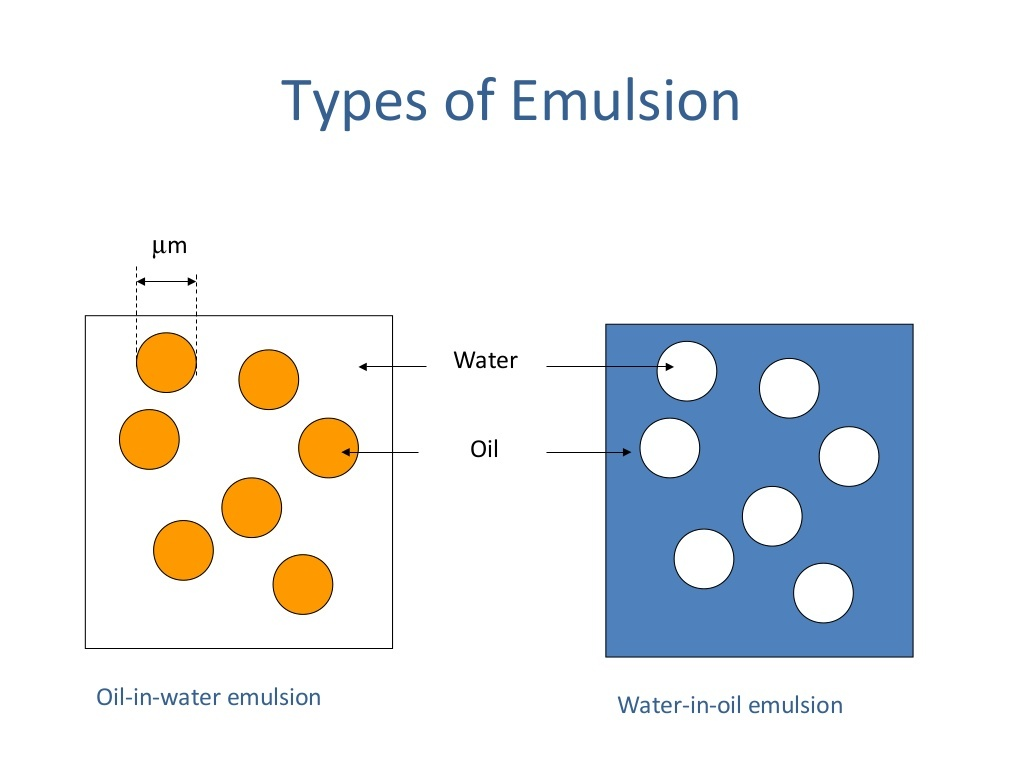 Types of Emulsion
μm
Water
Oil
Oil-in-water emulsion
Water-in-oil emulsion